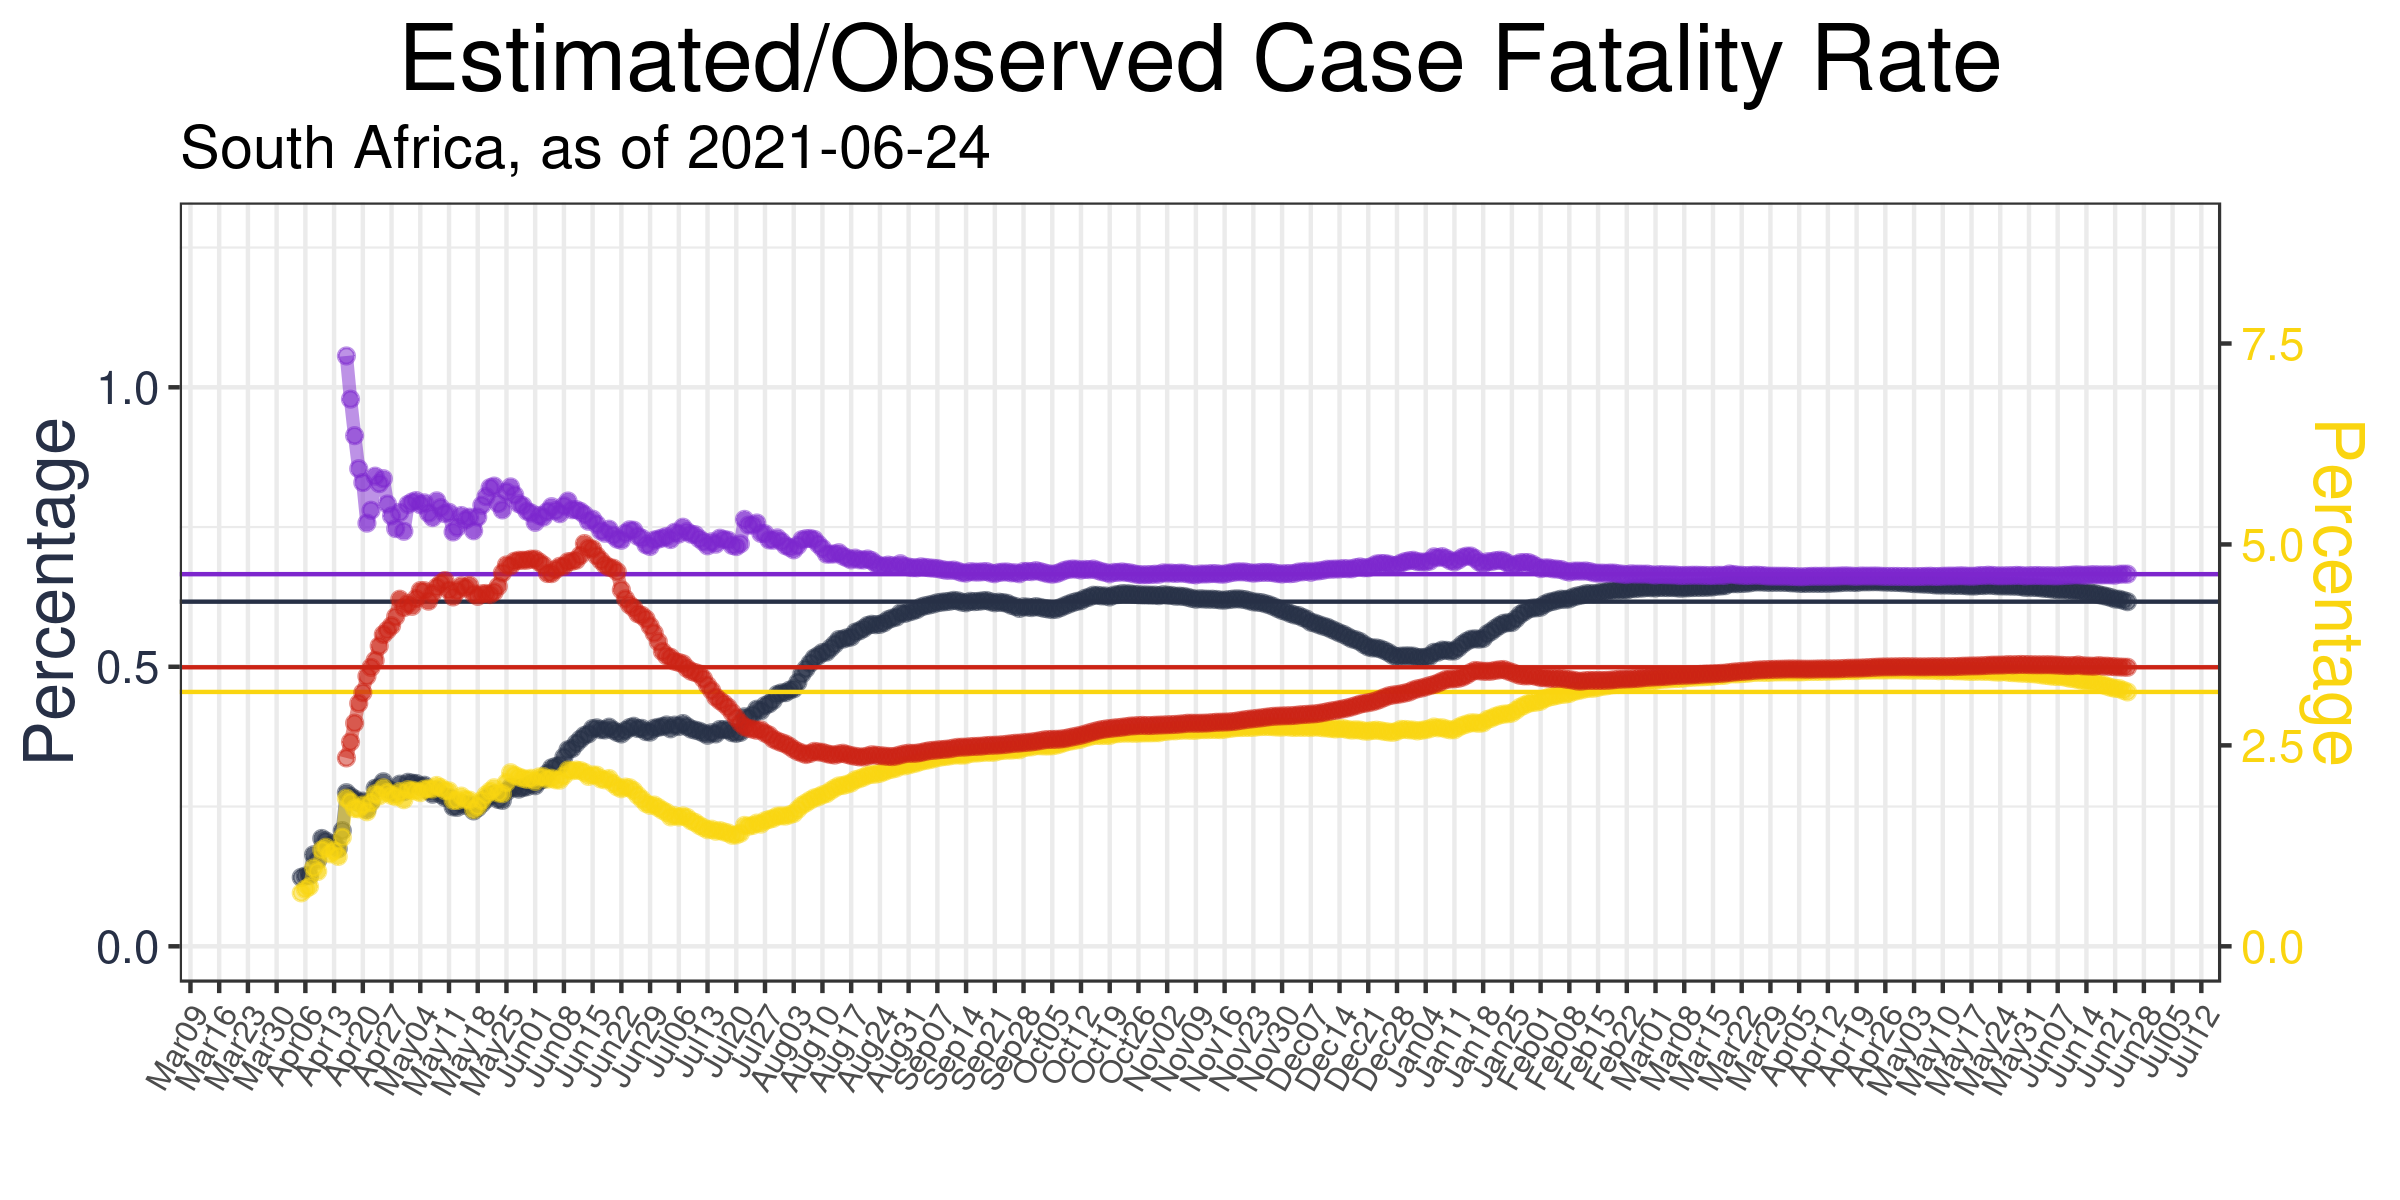 Estimated/Observed Case Fatality Rate
South Africa, as of 2021-06-24
Percentage
1.0
0.5
0.0
7.5
5.0
2.5
0.0
Percentage
Mar09
Mar16
Mar23
Mar30
Apr06
Apr13
Apr20
Apr27
May04
May11
May18
May25
Jun01
Jun08
Jun15
Jun22
Jun29
Jul06
Jul13
Jul20
Jul27
Aug03
Aug10
Aug17
Aug24
Aug31
Sep07
Sep14
Sep21
Sep28
Oct05
Oct12
Oct19
Oct26
Nov02
Nov09
Nov16
Nov23
Nov30
Dec07
Dec14
Dec21
Dec28
Dec04
Jan04
Jan11
Jan18
Jan25
Feb01
Feb08
Feb15
Feb22
Mar01
Mar08
Mar15
Mar22
Mar29
Apr05
Apr12
Apr19
Apr26
May03
May10
May17
May24
May31
Jun07
Jun14
Jun21
Jun28
Jul05
Jul12